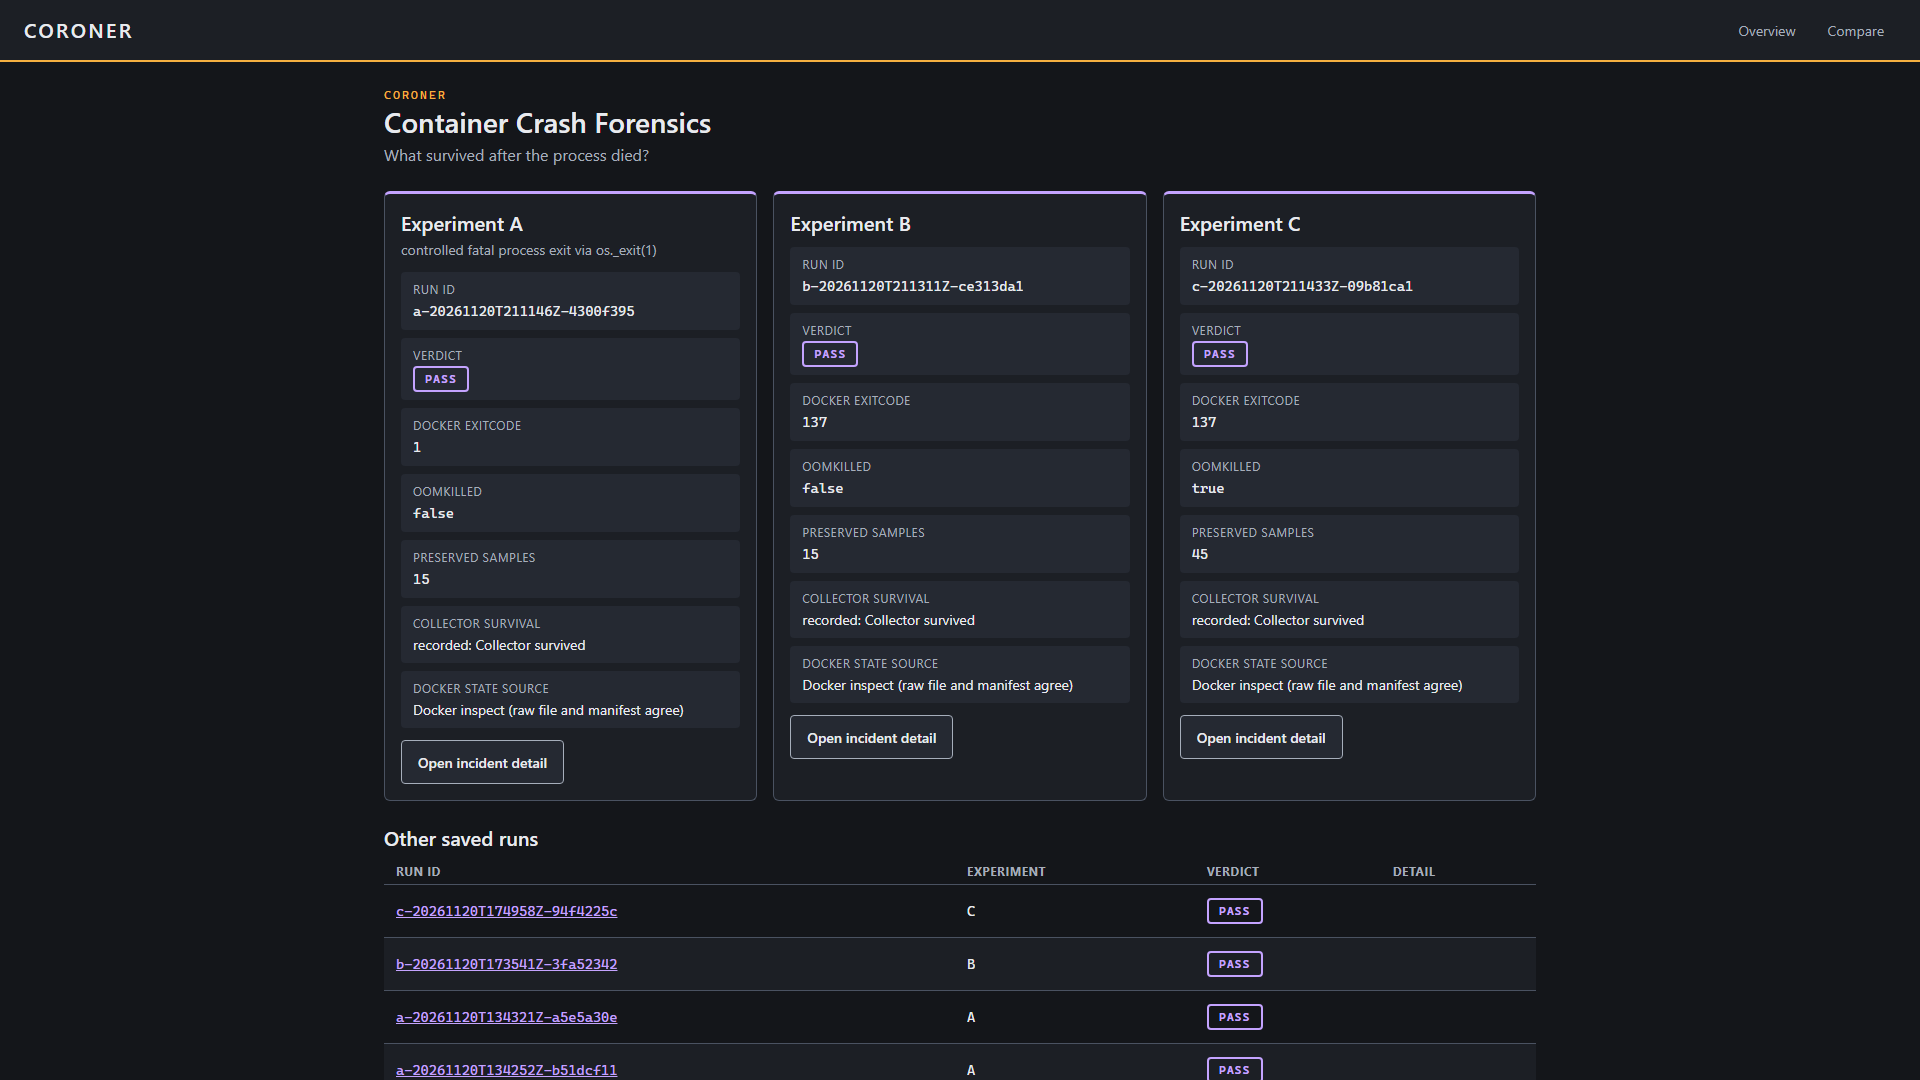 CORONER
Overview
Compare
CORONER
Container Crash Forensics
What survived after the process died?
Experiment A
controlled fatal process exit via os._exit(1)
RUN ID
a-20261120T211146Z-4300f395
VERDICT
PASS
DOCKER EXITCODE
1
OOMKILLED
false
PRESERVED SAMPLES
15
COLLECTOR SURVIVAL
recorded: Collector survived
DOCKER STATE SOURCE
Docker inspect (raw file and manifest agree)
Open incident detail
Experiment B
RUN ID
b-20261120T211311Z-ce313da1
VERDICT
PASS
DOCKER EXITCODE
137
OOMKILLED
false
PRESERVED SAMPLES
15
COLLECTOR SURVIVAL
recorded: Collector survived
DOCKER STATE SOURCE
Docker inspect (raw file and manifest agree)
Open incident detail
Experiment C
RUN ID
c-20261120T211433Z-09b81ca1
VERDICT
PASS
DOCKER EXITCODE
137
OOMKILLED
true
PRESERVED SAMPLES
45
COLLECTOR SURVIVAL
recorded: Collector survived
DOCKER STATE SOURCE
Docker inspect (raw file and manifest agree)
Open incident detail
Other saved runs
RUN ID EXPERIMENT VERDICT DETAIL
c-20261120T174958Z-94f4225c C PASS
b-20261120T173541Z-3fa52342 B PASS
a-20261120T134321Z-a5e5a30e A PASS
a-20261120T134252Z-b51dcf11 A PASS